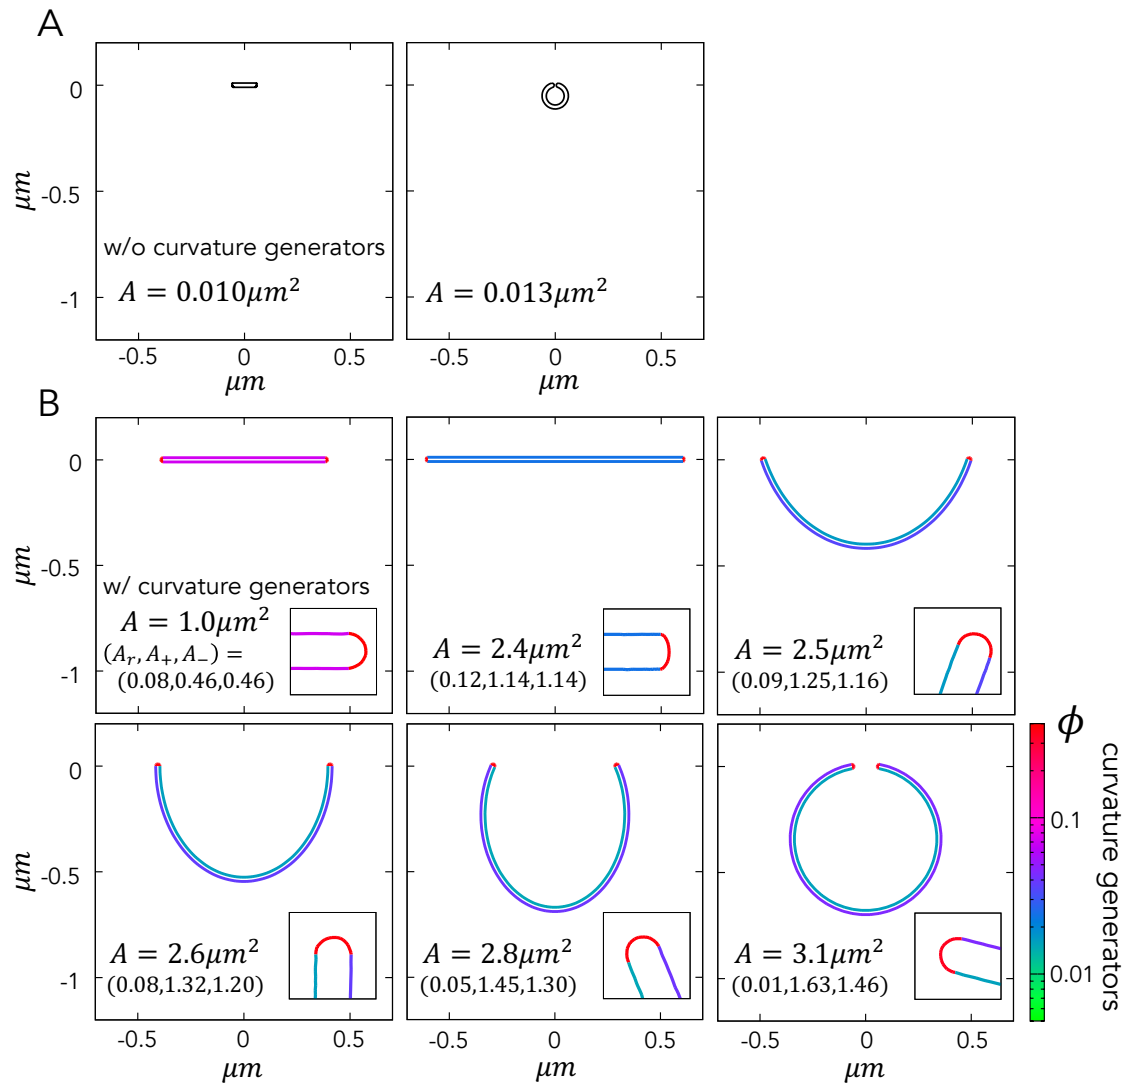 A
0
-0.5
-1
μm
w/o curvature generators
A = 0.010μm²
-0.5 0 0.5
μm
A = 0.013μm²
-0.5 0 0.5
μm
B
0
-0.5
-1
μm
w/ curvature generators
A = 1.0μm²
(Aᵣ, A₊, A₋) =
(0.08,0.46,0.46)
A = 2.4μm²
(0.12,1.14,1.14)
A = 2.5μm²
(0.09,1.25,1.16)
0
-0.5
-1
μm
A = 2.6μm²
(0.08,1.32,1.20)
-0.5 0 0.5
μm
A = 2.8μm²
(0.05,1.45,1.30)
-0.5 0 0.5
μm
A = 3.1μm²
(0.01,1.63,1.46)
-0.5 0 0.5
μm
ϕ
0.1
0.01
curvature generators